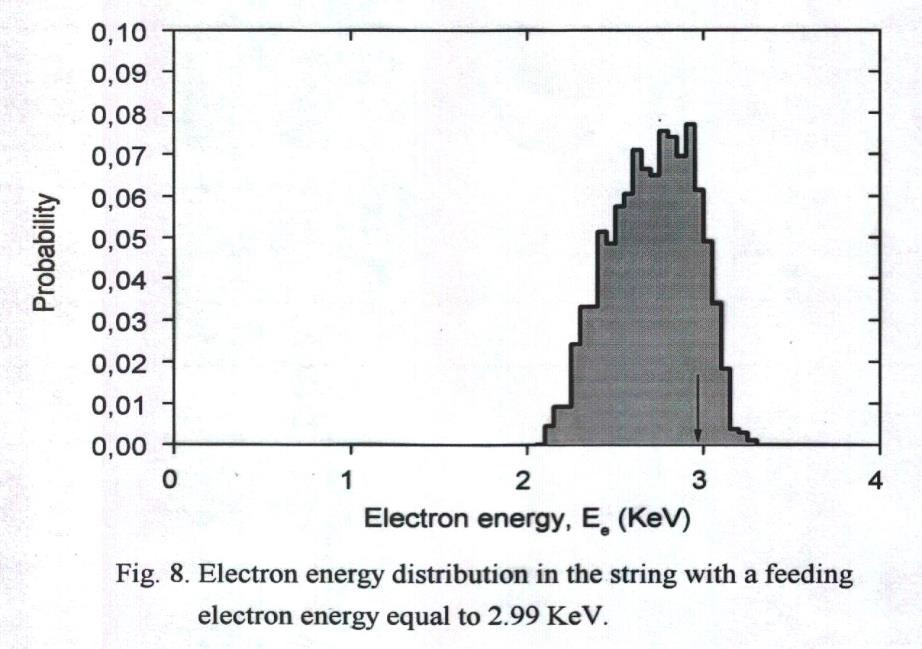 0,10
0,09
0,08
0,07
0,06
0,05
0,04
0,03
0,02
0,01
0,00
Probability
0 1 2 3 4
Electron energy, Ee (KeV)
Fig. 8. Electron energy distribution in the string with a feeding
electron energy equal to 2.99 KeV.